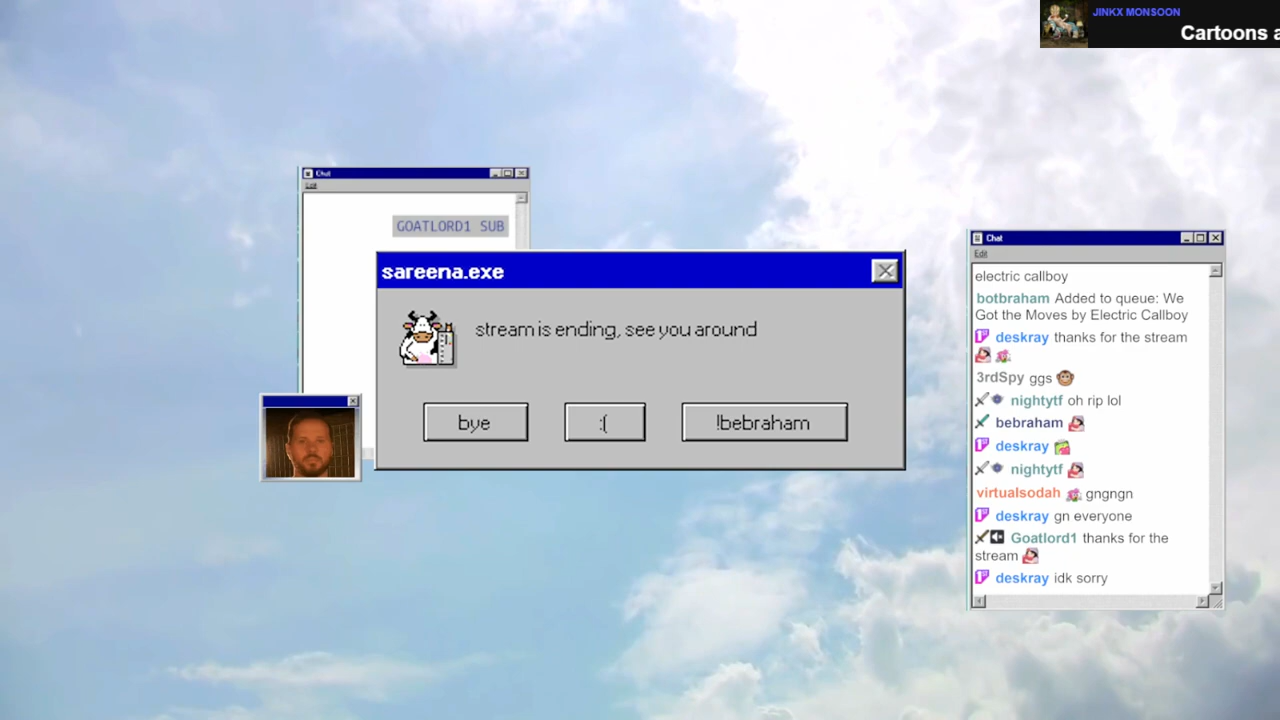 JINKX MONSOON
Cartoons a
Chat
Edit
GOATLORD1 SUB
sareena.exe
stream is ending, see you around
bye
:(
!bebraham
Chat
Edit
electric callboy
botbraham Added to queue: We
Got the Moves by Electric Callboy
deskray thanks for the stream
3rdSpy ggs
nightytf oh rip lol
bebraham
deskray
nightytf
virtualsodah gngngn
deskray gn everyone
Goatlord1 thanks for the
stream
deskray idk sorry